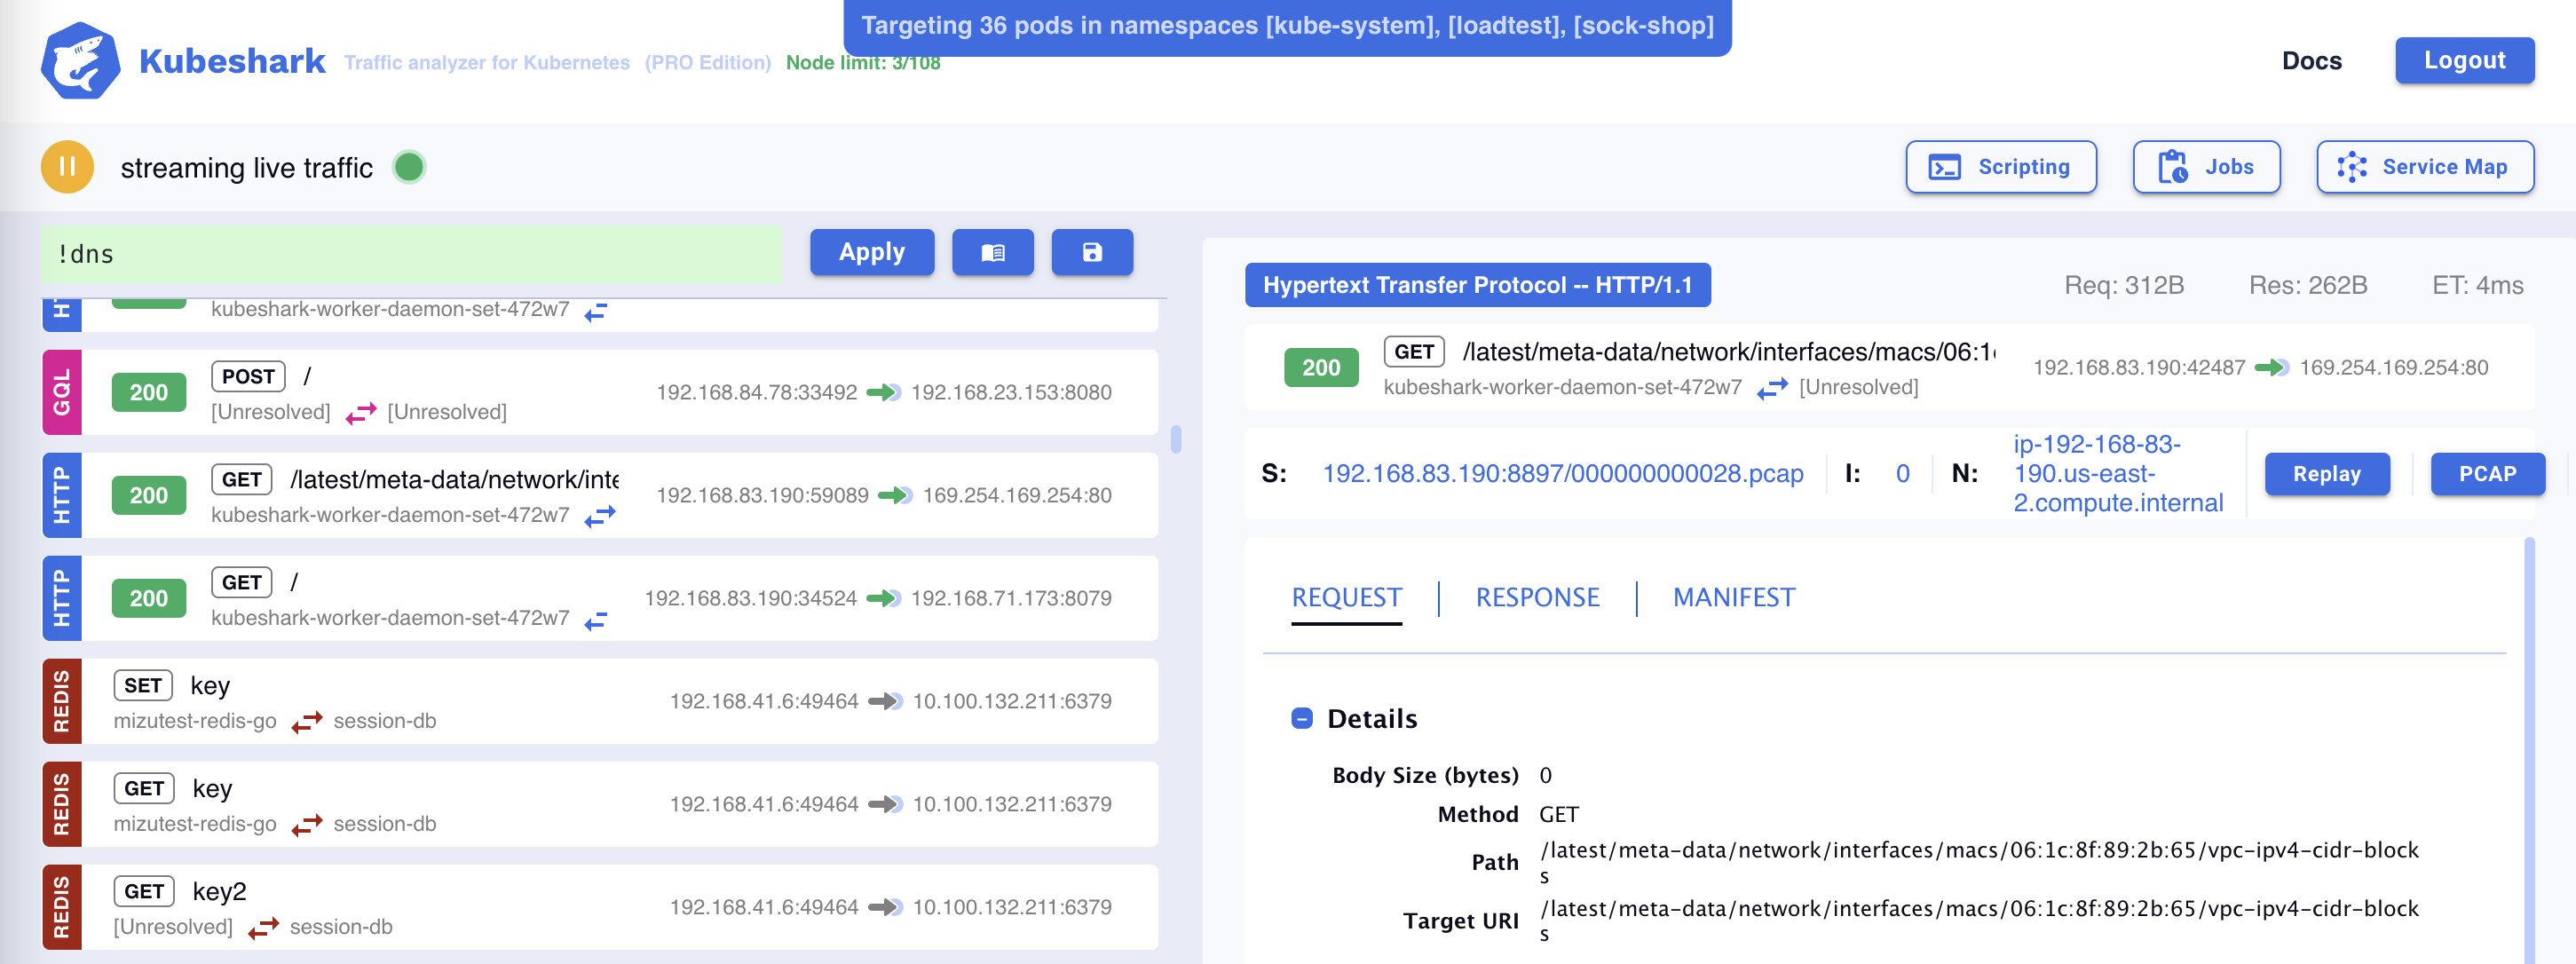 Targeting 36 pods in namespaces [kube-system], [loadtest], [sock-shop]
Kubeshark Traffic analyzer for Kubernetes (PRO Edition) Node limit: 3/108
Docs Logout
streaming live traffic
Scripting Jobs Service Map
!dns
Apply
kubeshark-worker-daemon-set-472w7
GQL
200 POST /
[Unresolved] [Unresolved]
192.168.84.78:33492 192.168.23.153:8080
HTTP
200 GET /latest/meta-data/network/inte
kubeshark-worker-daemon-set-472w7
192.168.83.190:59089 169.254.169.254:80
HTTP
200 GET /
kubeshark-worker-daemon-set-472w7
192.168.83.190:34524 192.168.71.173:8079
REDIS
SET key
mizutest-redis-go session-db
192.168.41.6:49464 10.100.132.211:6379
REDIS
GET key
mizutest-redis-go session-db
192.168.41.6:49464 10.100.132.211:6379
REDIS
GET key2
[Unresolved] session-db
192.168.41.6:49464 10.100.132.211:6379
Hypertext Transfer Protocol -- HTTP/1.1
Req: 312B Res: 262B ET: 4ms
200 GET /latest/meta-data/network/interfaces/macs/06:1
kubeshark-worker-daemon-set-472w7 [Unresolved]
192.168.83.190:42487 169.254.169.254:80
S: 192.168.83.190:8897/000000000028.pcap I: 0 N:
ip-192-168-83-
190.us-east-
2.compute.internal
Replay PCAP
REQUEST RESPONSE MANIFEST
Details
Body Size (bytes) 0
Method GET
Path /latest/meta-data/network/interfaces/macs/06:1c:8f:89:2b:65/vpc-ipv4-cidr-block
s
Target URI /latest/meta-data/network/interfaces/macs/06:1c:8f:89:2b:65/vpc-ipv4-cidr-block
s